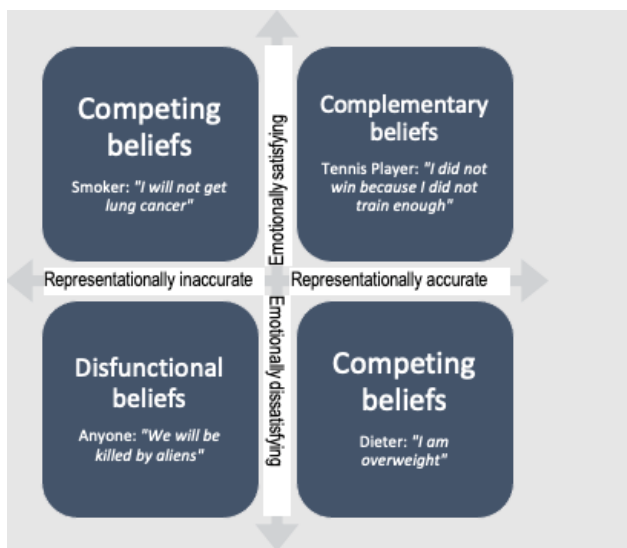 Competing
beliefs
Smoker: "I will not get
lung cancer"
Complementary
beliefs
Tennis Player: "I did not
win because I did not
train enough"
Emotionally satisfying
Representationally inaccurate
Representationally accurate
Emotionally dissatisfying
Disfunctional
beliefs
Anyone: "We will be
killed by aliens"
Competing
beliefs
Dieter: "I am
overweight"